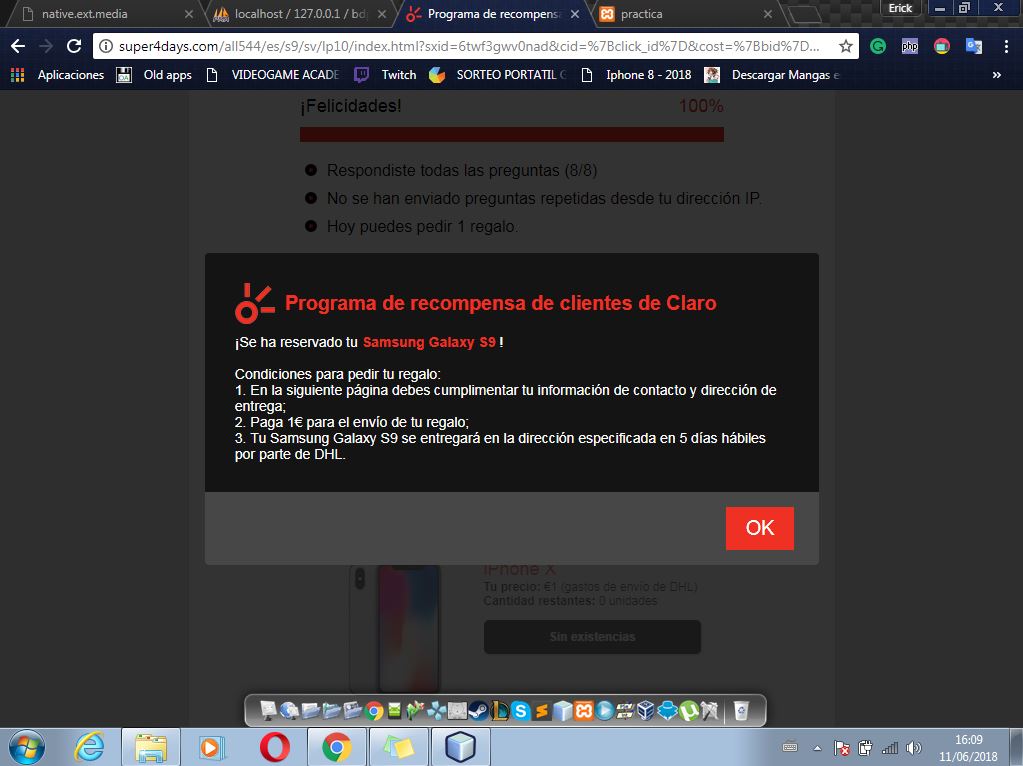 native.ext.media
localhost / 127.0.0.1 / bd
Programa de recompens
practica
Erick
super4days.com/all544/es/s9/sv/lp10/index.html?sxid=6twf3gwv0nad&cid=%7Bclick_id%7D&cost=%7Bbid%7D...
Aplicaciones
Old apps
VIDEOGAME ACADE
Twitch
SORTEO PORTATIL G
Iphone 8 - 2018
Descargar Mangas e
»
¡Felicidades!
100%
Respondiste todas las preguntas (8/8)
No se han enviado preguntas repetidas desde tu dirección IP.
Hoy puedes pedir 1 regalo.
Programa de recompensa de clientes de Claro
¡Se ha reservado tu Samsung Galaxy S9 !
Condiciones para pedir tu regalo:
1. En la siguiente página debes cumplimentar tu información de contacto y dirección de
entrega;
2. Paga 1€ para el envío de tu regalo;
3. Tu Samsung Galaxy S9 se entregará en la dirección especificada en 5 días hábiles
por parte de DHL.
OK
iPhone X
Tu precio: €1 (gastos de envío de DHL)
Cantidad restantes: 0 unidades
Sin existencias
16:09
11/06/2018